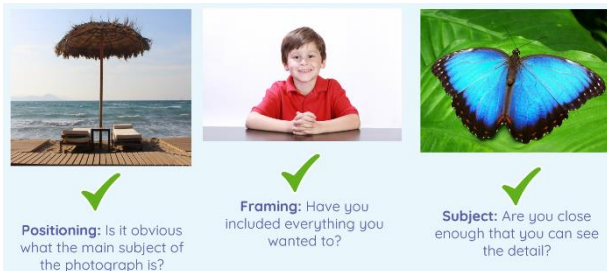 Positioning: Is it obvious
what the main subject of
the photograph is?
Framing: Have you
included everything you
wanted to?
Subject: Are you close
enough that you can see
the detail?